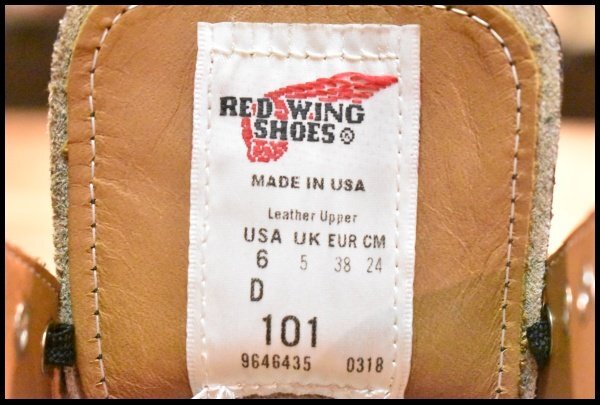 RED WING
SHOES®
MADE IN USA
Leather Upper
USA UK EUR CM
6 5 38 24
D
101
9646435 0318